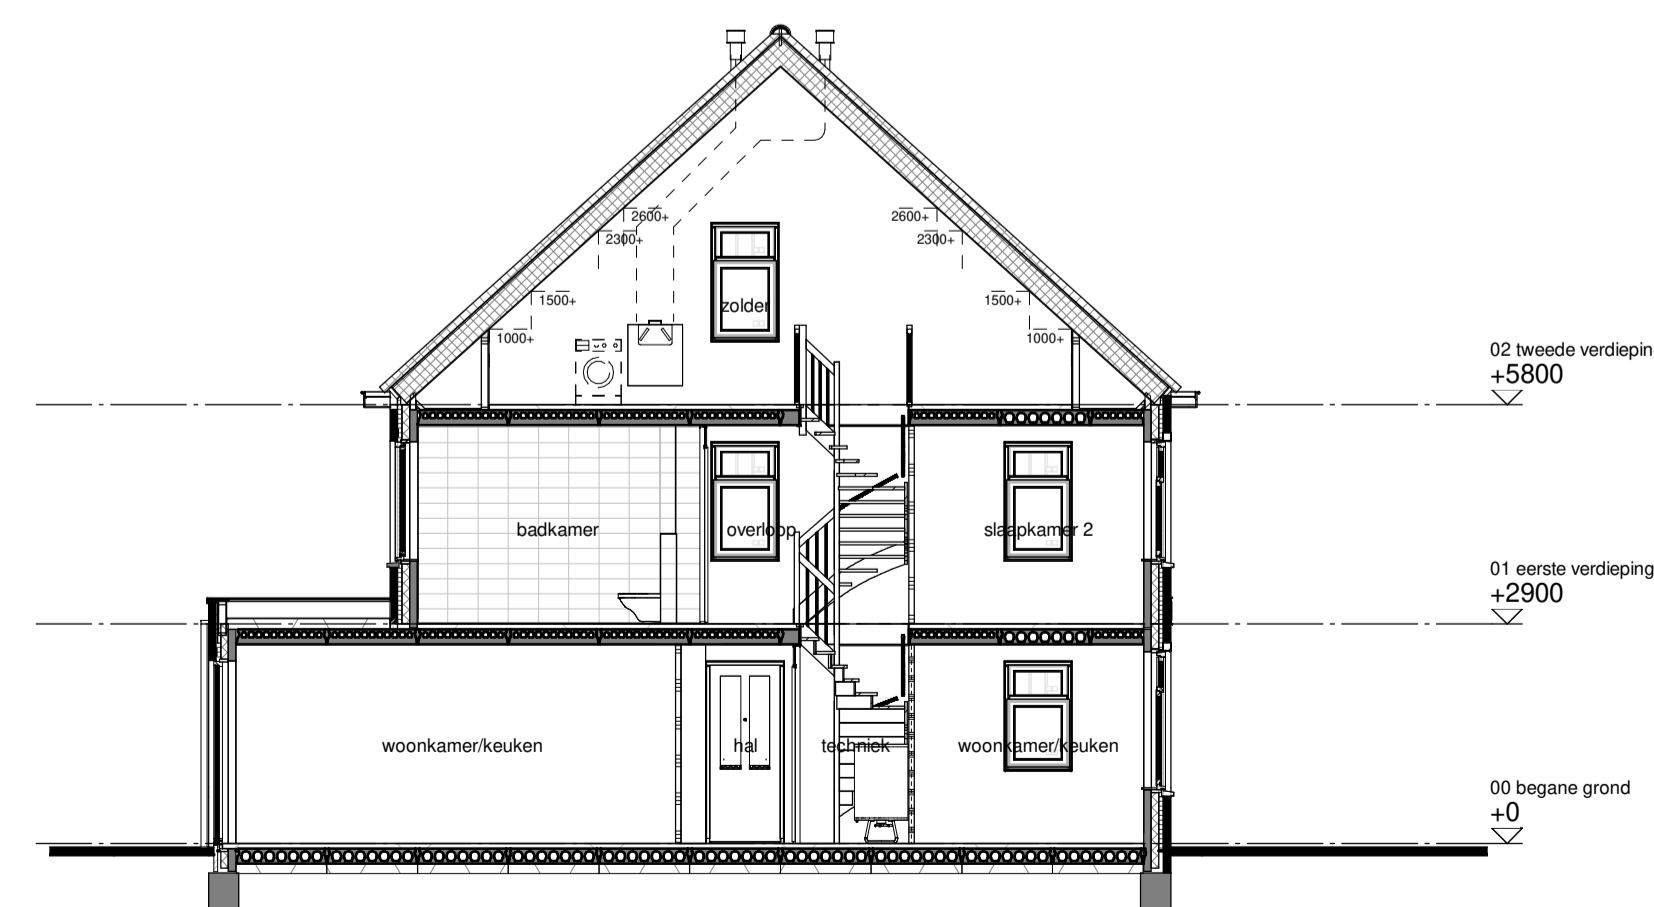 2600+
2600+
2300+
2300+
zolder
1500+
1500+
1000+
1000+
02 tweede verdiepin
+5800
badkamer
overloop
slaapkamer 2
01 eerste verdieping
+2900
woonkamer/keuken
hal
techniek
woonkamer/keuken
00 begane grond
+0